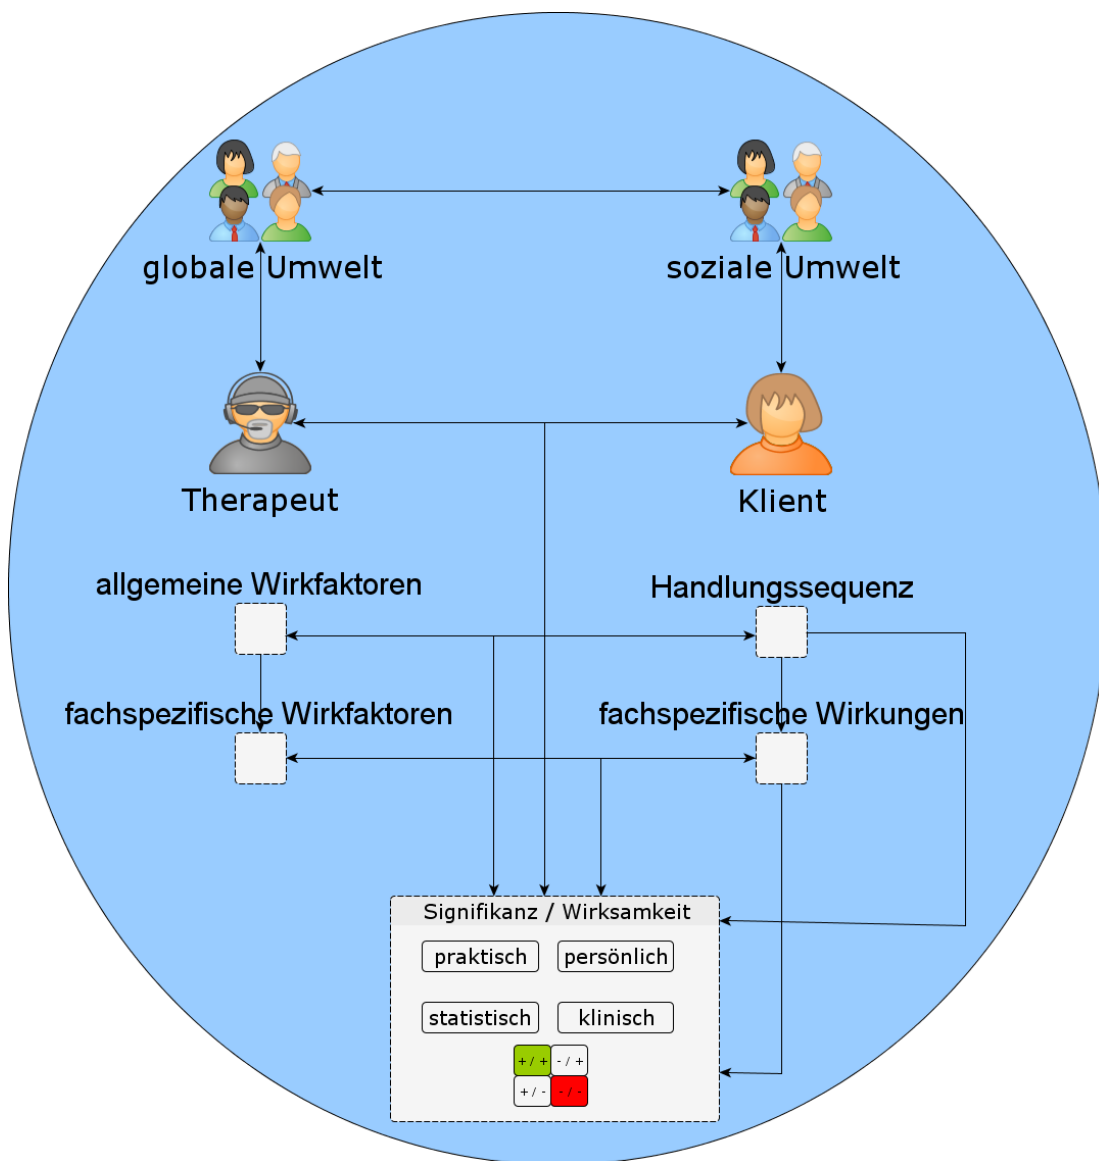 globale Umwelt
soziale Umwelt
Therapeut
Klient
allgemeine Wirkfaktoren
Handlungssequenz
fachspezifische Wirkfaktoren
fachspezifische Wirkungen
Signifikanz / Wirksamkeit
praktisch
persönlich
statistisch
klinisch
+ / +
- / +
+ / -
- / -